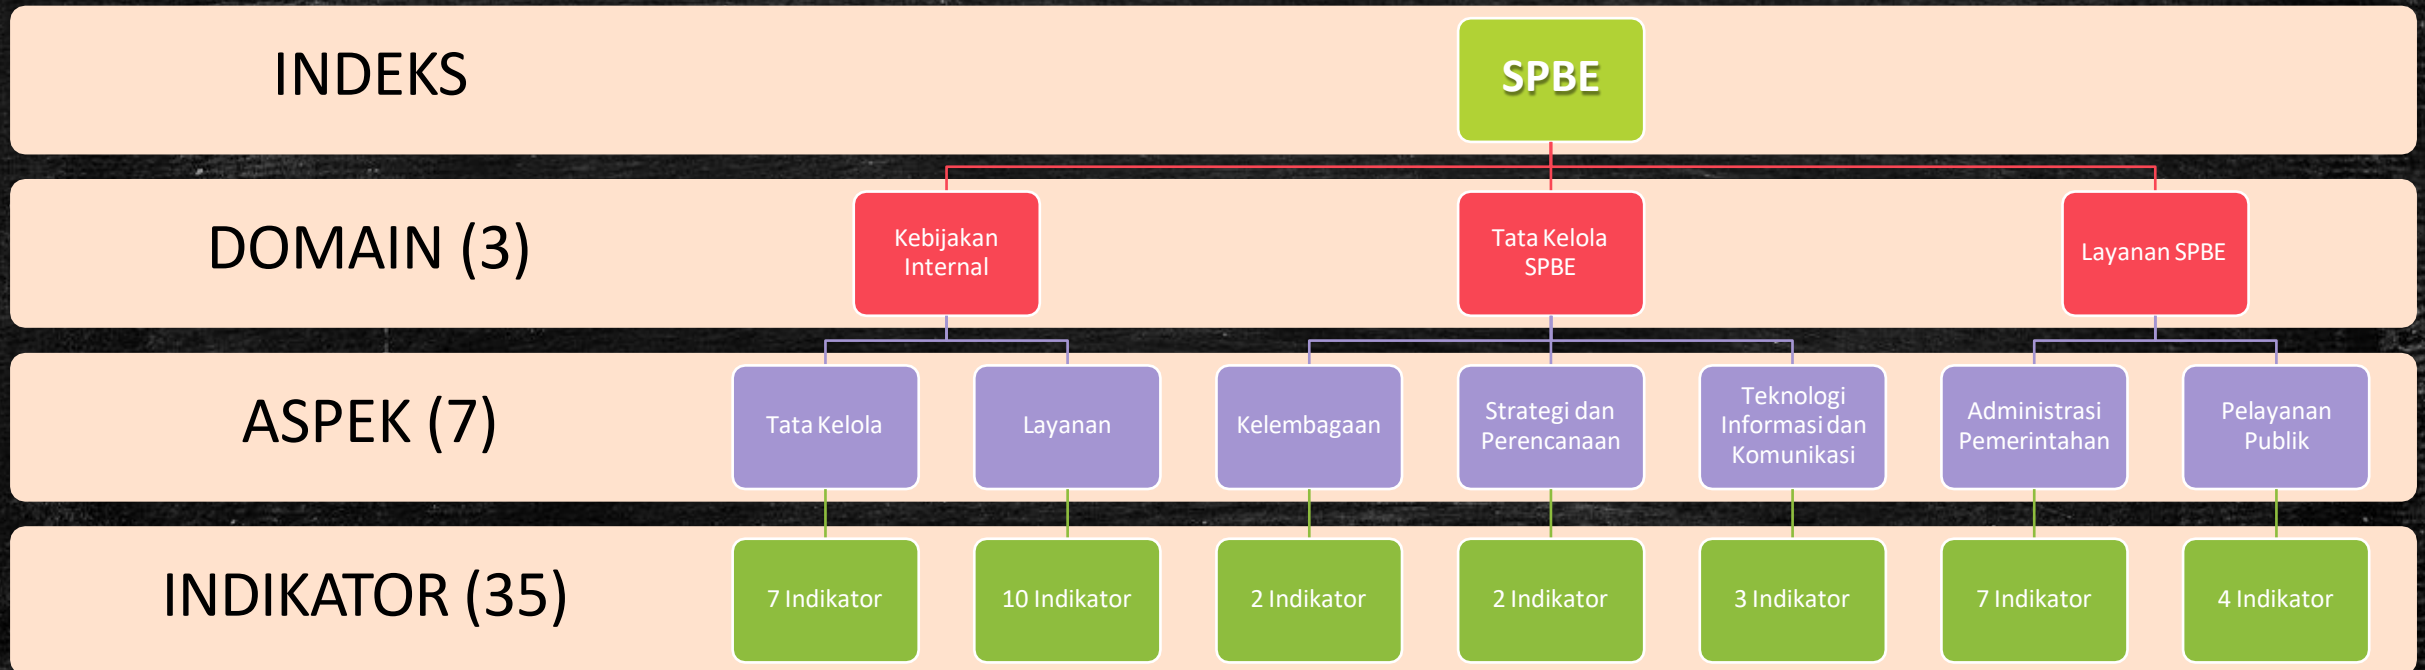 INDEKS
SPBE
DOMAIN (3)
Kebijakan
Internal
Tata Kelola
SPBE
Layanan SPBE
ASPEK (7)
Tata Kelola
Layanan
Kelembagaan
Strategi dan
Perencanaan
Teknologi
Informasi dan
Komunikasi
Administrasi
Pemerintahan
Pelayanan
Publik
INDIKATOR (35)
7 Indikator
10 Indikator
2 Indikator
2 Indikator
3 Indikator
7 Indikator
4 Indikator